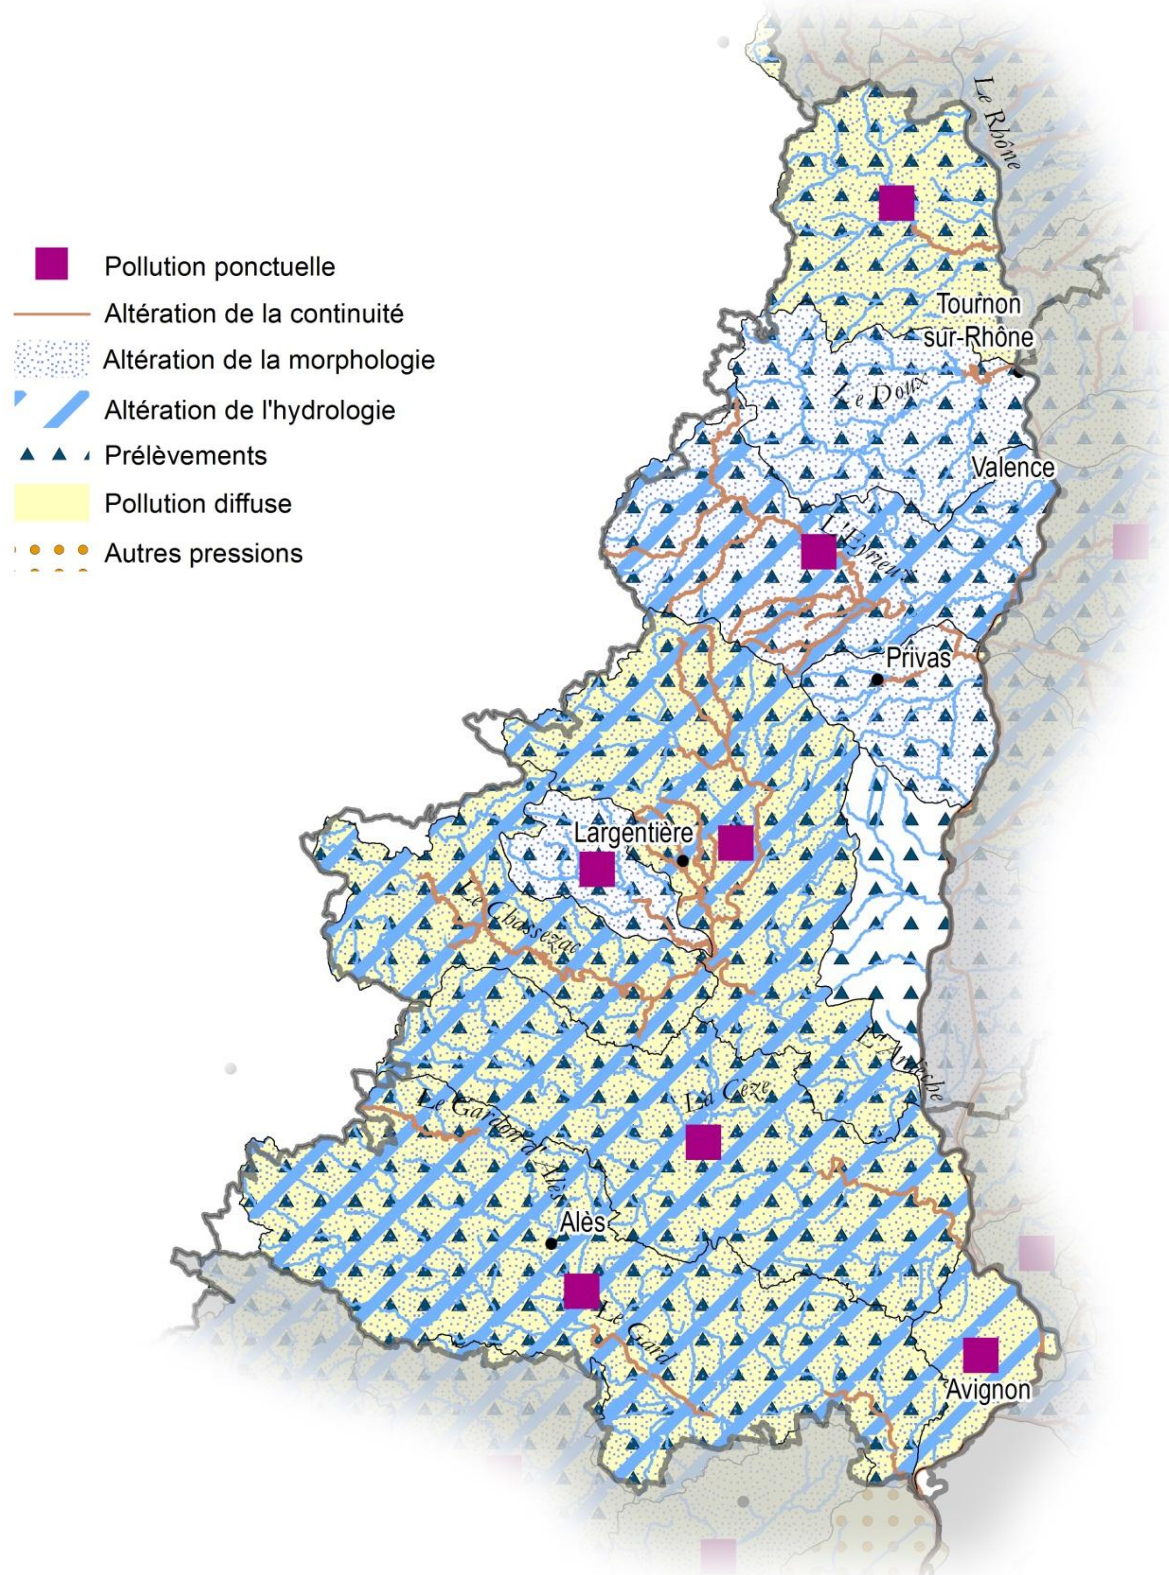 Le Rhône
Pollution ponctuelle
Altération de la continuité
Altération de la morphologie
Altération de l'hydrologie
Prélèvements
Pollution diffuse
Autres pressions
Tournon
sur-Rhône
Le Doux
Valence
L'Eyrieux
Privas
Largentière
Le Chassezac
L'Ardèche
La Cèze
Le Gardon d'Alès
Alès
Le Gard
Avignon